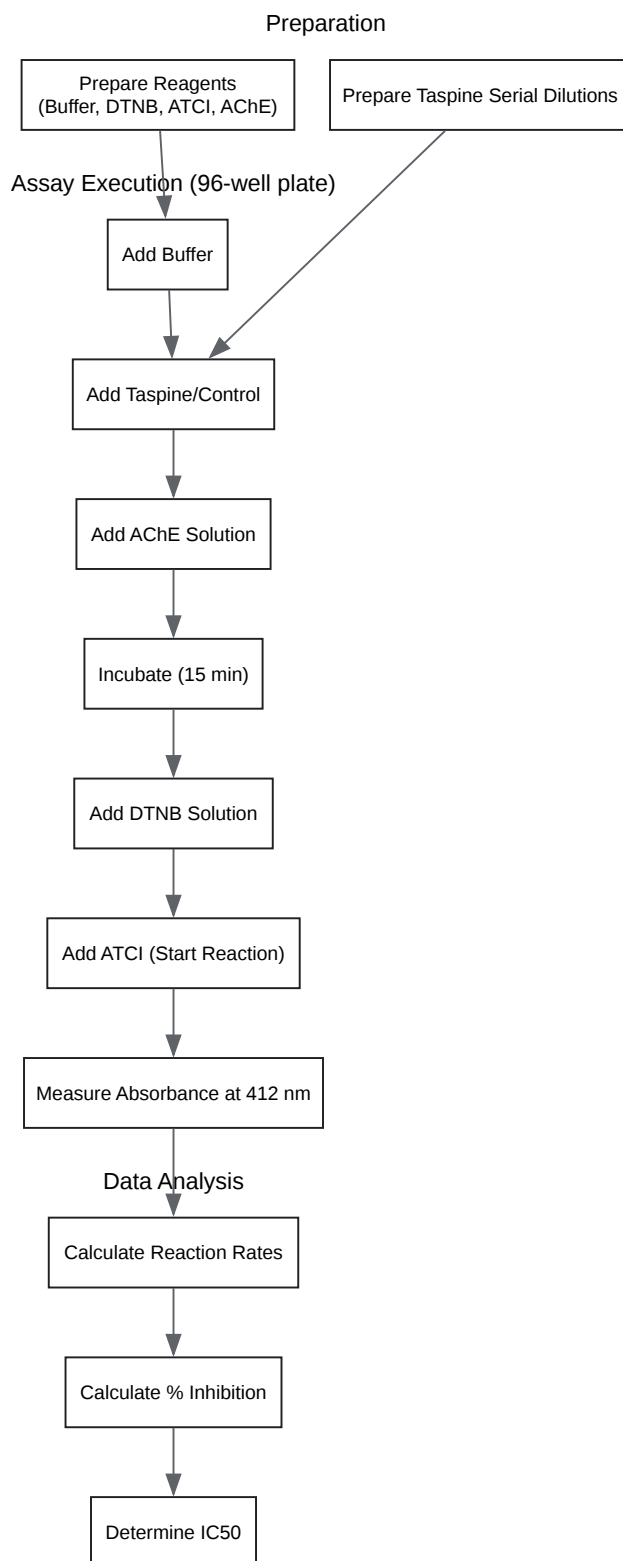 Preparation
Prepare Reagents
(Buffer, DTNB, ATCI, AChE)
Prepare Taspine Serial Dilutions
Assay Execution (96-well plate)
Add Buffer
Add Taspine/Control
Add AChE Solution
Incubate (15 min)
Add DTNB Solution
Add ATCI (Start Reaction)
Measure Absorbance at 412 nm
Data Analysis
Calculate Reaction Rates
Calculate % Inhibition
Determine IC50